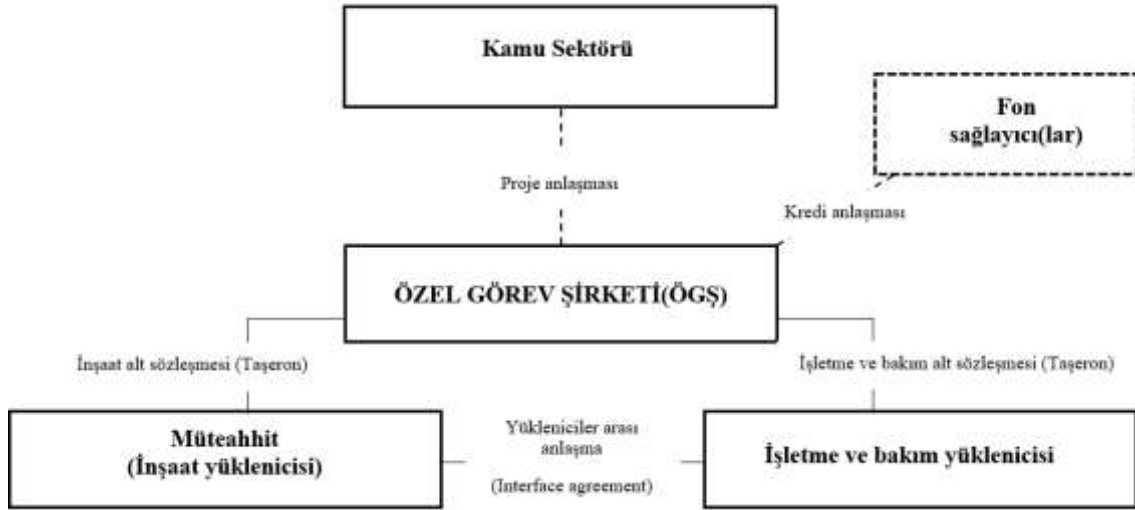 Kamu Sektörü
Fon
sağlayıcı(lar)
Proje anlaşması
Kredi anlaşması
ÖZEL GÖREV ŞİRKETİ(ÖGŞ)
İnşaat alt sözleşmesi (Taşeron)
İşletme ve bakım alt sözleşmesi (Taşeron)
Müteahhit
(İnşaat yüklenicisi)
Yükleniciler arası
anlaşma
(Interface agreement)
İşletme ve bakım yüklenicisi